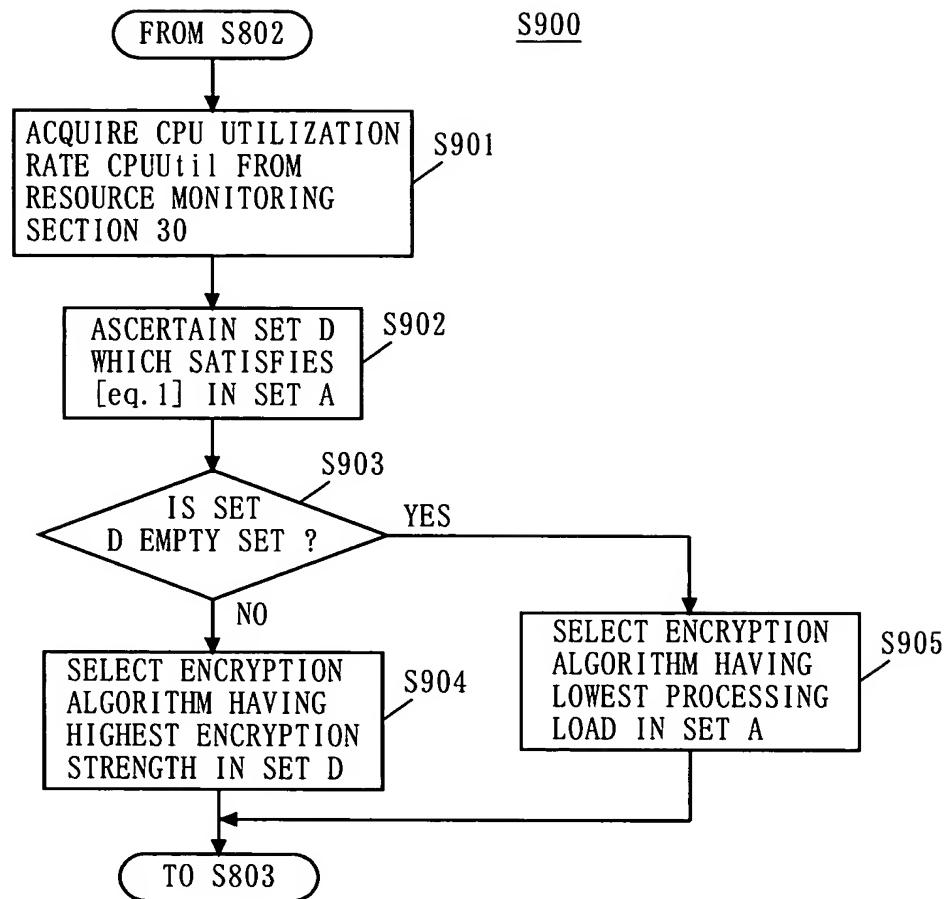 FROM S802
S900
ACQUIRE CPU UTILIZATION
RATE CPUUtil FROM
RESOURCE MONITORING
SECTION 30
S901
ASCERTAIN SET D
WHICH SATISFIES
[eq.1] IN SET A
S902
IS SET
D EMPTY SET ?
S903
YES
NO
SELECT ENCRYPTION
ALGORITHM HAVING
HIGHEST ENCRYPTION
STRENGTH IN SET D
S904
SELECT ENCRYPTION
ALGORITHM HAVING
LOWEST PROCESSING
LOAD IN SET A
S905
TO S803